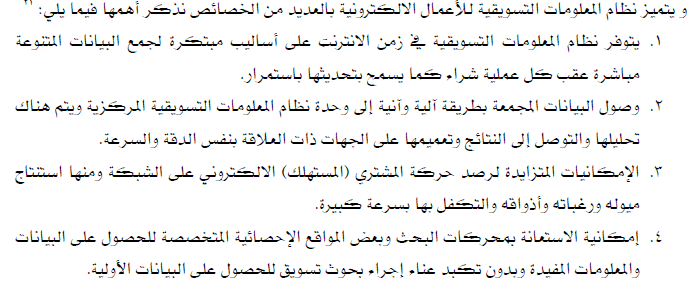 و يتميز نظام المعلومات التسويقية للأعمال الالكترونية بالعديد من الخصائص نذكر أهمها فيما يلي: ٢٦
١. يتوفر نظام المعلومات التسويقية في زمن الانترنت على أساليب مبتكرة لجمع البيانات المتنوعة
مباشرة عقب كل عملية شراء كما يسمح بتحديثها باستمرار.
٢. وصول البيانات المجمعة بطريقة آلية وآنية إلى وحدة نظام المعلومات التسويقية المركزية ويتم هناك
تحليلها والتوصل إلى النتائج وتعميمها على الجهات ذات العلاقة بنفس الدقة والسرعة.
٣. الإمكانيات المتزايدة لرصد حركة المشتري (المستهلك) الالكتروني على الشبكة ومنها استنتاج
ميوله ورغباته وأذواقه والتكفل بها بسرعة كبيرة.
٤. إمكانية الاستعانة بمحركات البحث وبعض المواقع الإحصائية المتخصصة للحصول على البيانات
والمعلومات المفيدة وبدون تكبد عناء إجراء بحوث تسويق للحصول على البيانات الأولية.